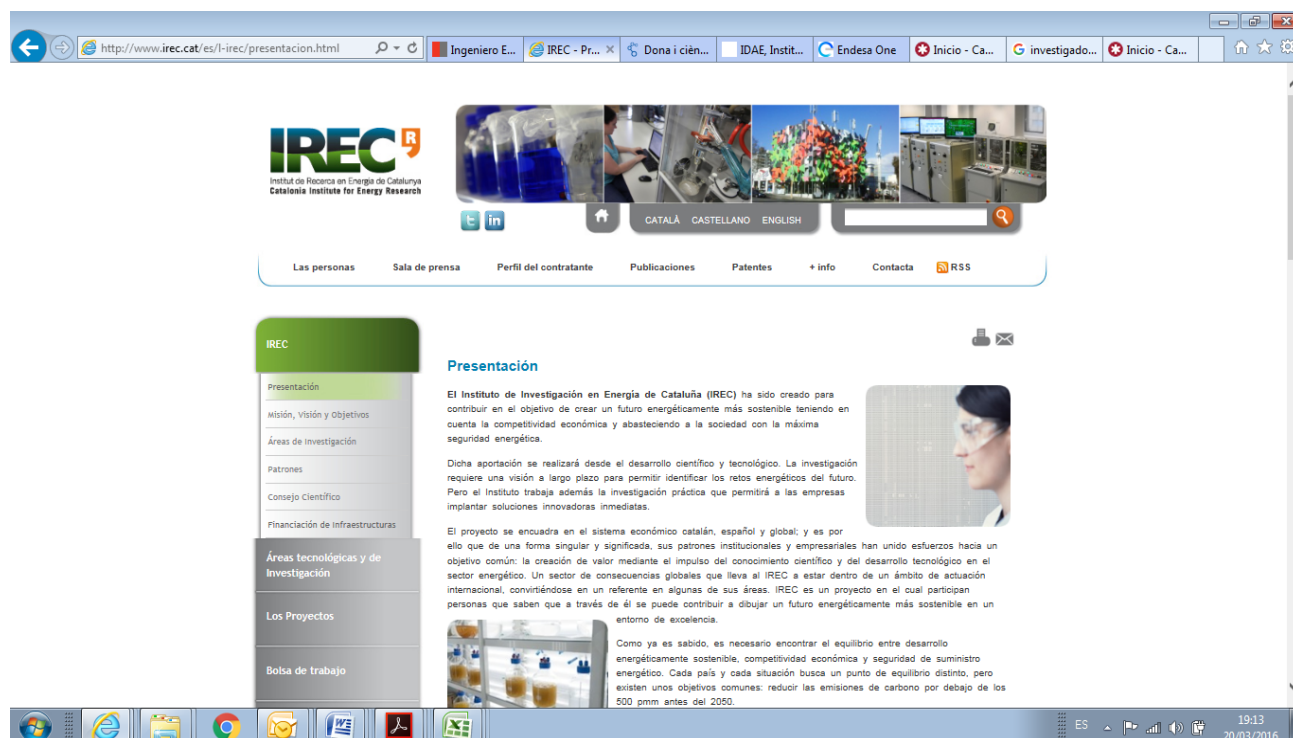 http://www.irec.cat/es/l-irec/presentacion.html
Ingeniero E...
IREC - Pr...
Dona i cièn...
IDAE, Instit...
Endesa One
Inicio - Ca...
investigado...
Inicio - Ca...
IREC R
Institut de Recerca en Energia de Catalunya
Catalonia Institute for Energy Research
CATALÀ CASTELLANO ENGLISH
Las personas Sala de prensa Perfil del contratante Publicaciones Patentes + info Contacta RSS
IREC
Presentación
Misión, Visión y Objetivos
Áreas de Investigación
Patrones
Consejo Científico
Financiación de Infraestructuras
Áreas tecnológicas y de
Investigación
Los Proyectos
Bolsa de trabajo
Presentación
El Instituto de Investigación en Energía de Cataluña (IREC) ha sido creado para
contribuir en el objetivo de crear un futuro energéticamente más sostenible teniendo en
cuenta la competitividad económica y abasteciendo a la sociedad con la máxima
seguridad energética.
Dicha aportación se realizará desde el desarrollo científico y tecnológico. La investigación
requiere una visión a largo plazo para permitir identificar los retos energéticos del futuro.
Pero el Instituto trabaja además la investigación práctica que permitirá a las empresas
implantar soluciones innovadoras inmediatas.
El proyecto se encuadra en el sistema económico catalán, español y global; y es por
ello que de una forma singular y significada, sus patrones institucionales y empresariales han unido esfuerzos hacia un
objetivo común: la creación de valor mediante el impulso del conocimiento científico y del desarrollo tecnológico en el
sector energético. Un sector de consecuencias globales que lleva al IREC a estar dentro de un ámbito de actuación
internacional, convirtiéndose en un referente en algunas de sus áreas. IREC es un proyecto en el cual participan
personas que saben que a través de él se puede contribuir a dibujar un futuro energéticamente más sostenible en un
entorno de excelencia.
Como ya es sabido, es necesario encontrar el equilibrio entre desarrollo
energéticamente sostenible, competitividad económica y seguridad de suministro
energético. Cada país y cada situación busca un punto de equilibrio distinto, pero
existen unos objetivos comunes: reducir las emisiones de carbono por debajo de los
500 pmm antes del 2050.
ES
19:13
20/03/2016